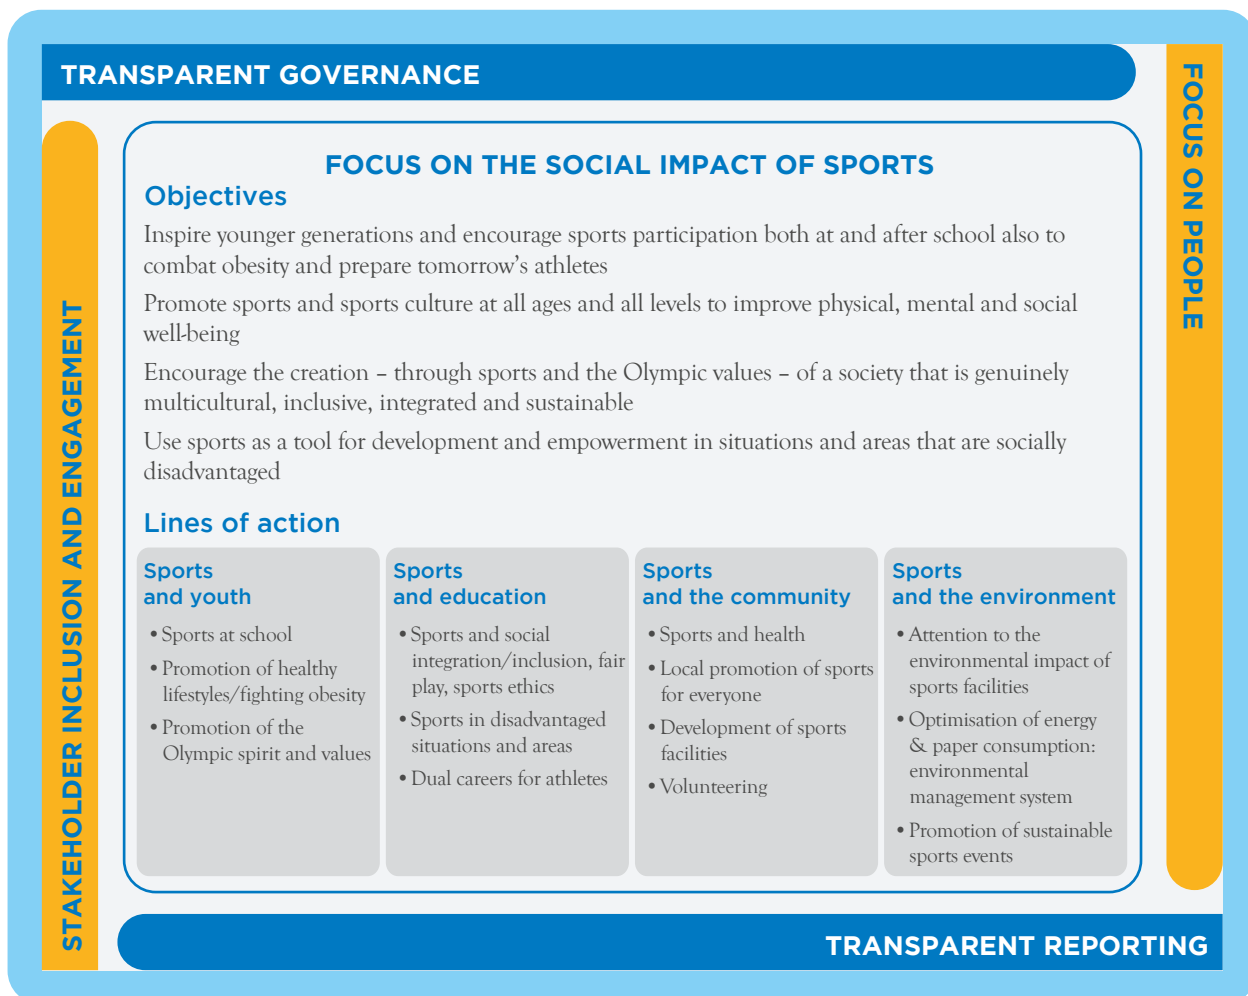 TRANSPARENT GOVERNANCE
FOCUS ON PEOPLE
STAKEHOLDER INCLUSION AND ENGAGEMENT
FOCUS ON THE SOCIAL IMPACT OF SPORTS
Objectives
Inspire younger generations and encourage sports participation both at and after school also to
combat obesity and prepare tomorrow’s athletes
Promote sports and sports culture at all ages and all levels to improve physical, mental and social
well-being
Encourage the creation – through sports and the Olympic values – of a society that is genuinely
multicultural, inclusive, integrated and sustainable
Use sports as a tool for development and empowerment in situations and areas that are socially
disadvantaged
Lines of action
Sports
and youth
• Sports at school
• Promotion of healthy
lifestyles/fighting obesity
• Promotion of the
Olympic spirit and values
Sports
and education
• Sports and social
integration/inclusion, fair
play, sports ethics
• Sports in disadvantaged
situations and areas
• Dual careers for athletes
Sports
and the community
• Sports and health
• Local promotion of sports
for everyone
• Development of sports
facilities
• Volunteering
Sports
and the environment
• Attention to the
environmental impact of
sports facilities
• Optimisation of energy
& paper consumption:
environmental
management system
• Promotion of sustainable
sports events
TRANSPARENT REPORTING